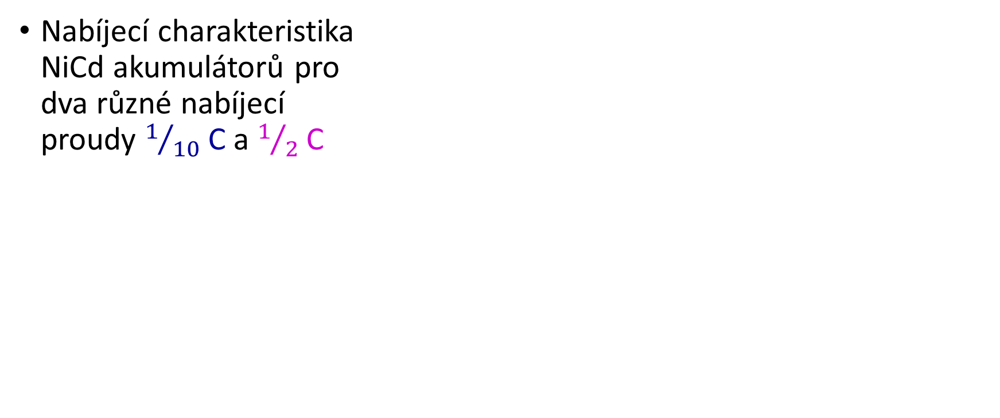 • Nabíjecí charakteristika
NiCd akumulátorů pro
dva různé nabíjecí
proudy 1/10 C a 1/2 C